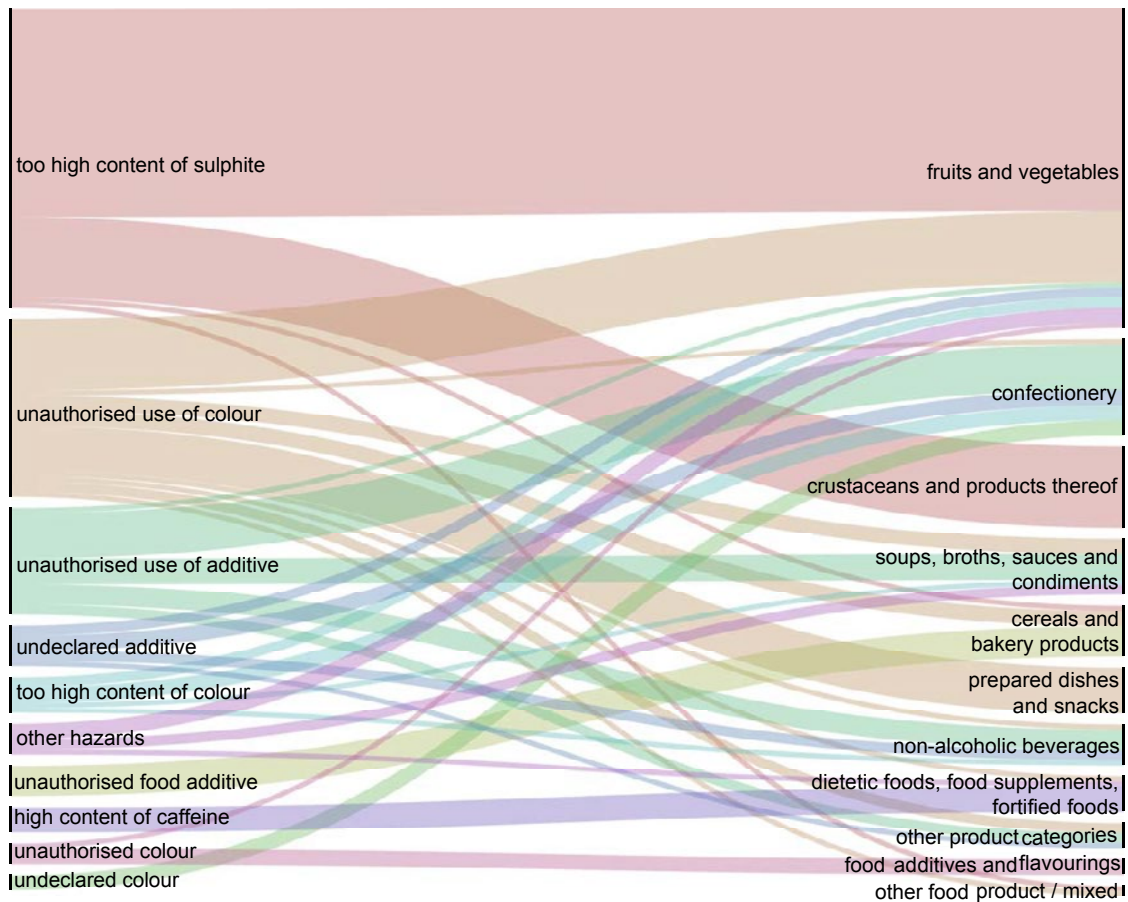 too high content of sulphite
unauthorised use of colour
unauthorised use of additive
undeclared additive
too high content of colour
other hazards
unauthorised food additive
high content of caffeine
unauthorised colour
undeclared colour
fruits and vegetables
confectionery
crustaceans and products thereof
soups, broths, sauces and
condiments
cereals and
bakery products
prepared dishes
and snacks
non-alcoholic beverages
dietetic foods, food supplements,
fortified foods
other product categories
food additives and flavourings
other food product / mixed